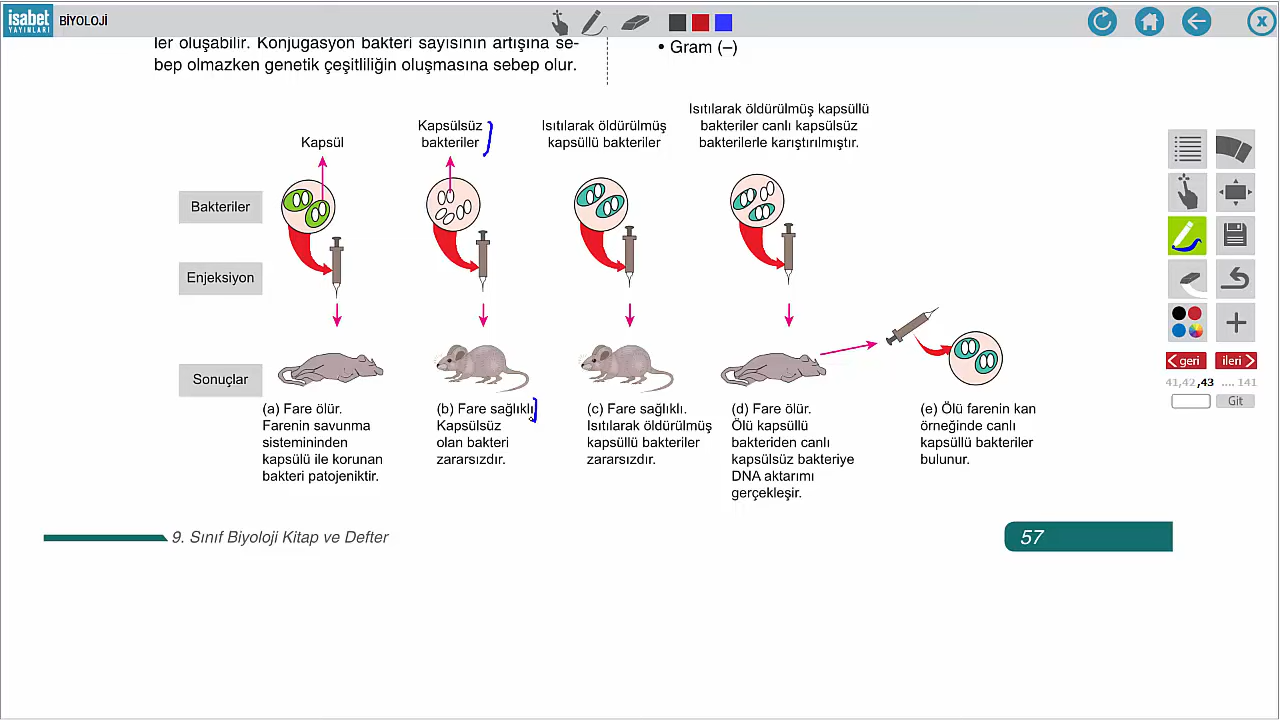 isabet
YAYINLARI
BİYOLOJİ
ler oluşabilir. Konjugasyon bakteri sayısının artışına se-
bep olmazken genetik çeşitliliğin oluşmasına sebep olur.
• Gram (–)
Kapsül
Kapsülsüz
bakteriler
Isıtılarak öldürülmüş
kapsüllü bakteriler
Isıtılarak öldürülmüş kapsüllü
bakteriler canlı kapsülsüz
bakterilerle karıştırılmıştır.
Bakteriler
Enjeksiyon
Sonuçlar
(a) Fare ölür.
Farenin savunma
sistemininden
kapsülü ile korunan
bakteri patojeniktir.
(b) Fare sağlıklı
Kapsülsüz
olan bakteri
zararsızdır.
(c) Fare sağlıklı.
Isıtılarak öldürülmüş
kapsüllü bakteriler
zararsızdır.
(d) Fare ölür.
Ölü kapsüllü
bakteriden canlı
kapsülsüz bakteriye
DNA aktarımı
gerçekleşir.
(e) Ölü farenin kan
örneğinde canlı
kapsüllü bakteriler
bulunur.
9. Sınıf Biyoloji Kitap ve Defter
57
geri
ileri
41,42,43 .... 141
Git
x